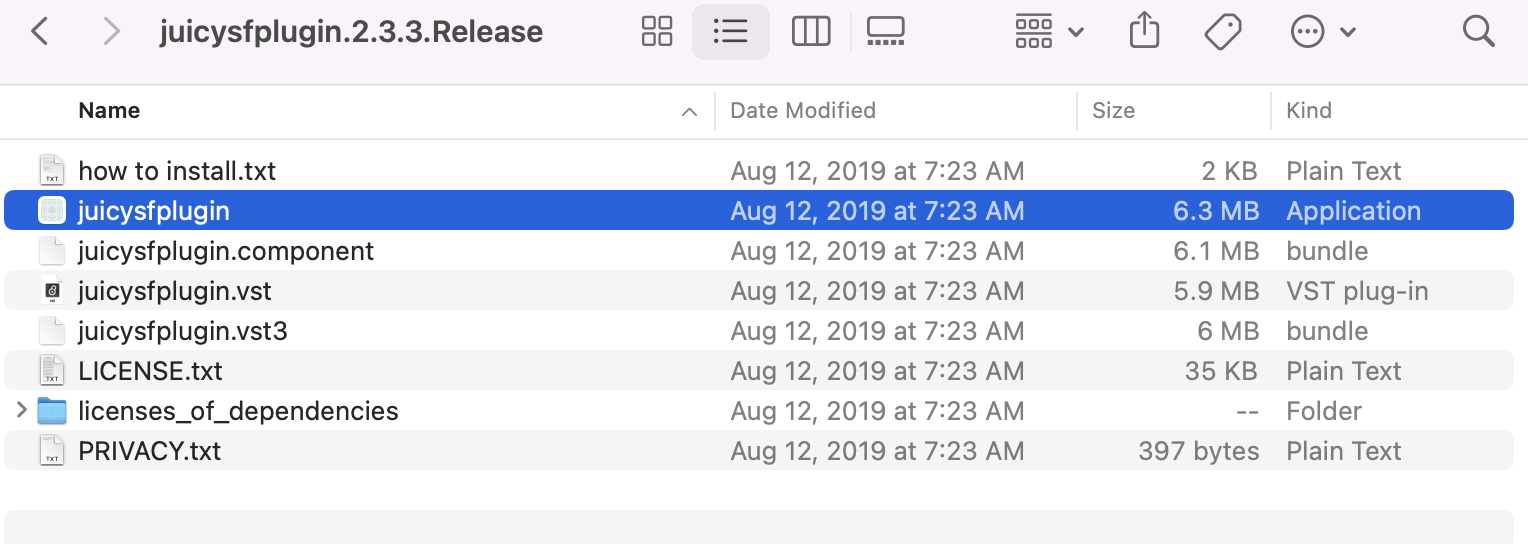 juicysfplugin.2.3.3.Release
Name Date Modified Size Kind
how to install.txt Aug 12, 2019 at 7:23 AM 2 KB Plain Text
juicysfplugin Aug 12, 2019 at 7:23 AM 6.3 MB Application
juicysfplugin.component Aug 12, 2019 at 7:23 AM 6.1 MB bundle
juicysfplugin.vst Aug 12, 2019 at 7:23 AM 5.9 MB VST plug-in
juicysfplugin.vst3 Aug 12, 2019 at 7:23 AM 6 MB bundle
LICENSE.txt Aug 12, 2019 at 7:23 AM 35 KB Plain Text
licenses_of_dependencies Aug 12, 2019 at 7:23 AM -- Folder
PRIVACY.txt Aug 12, 2019 at 7:23 AM 397 bytes Plain Text